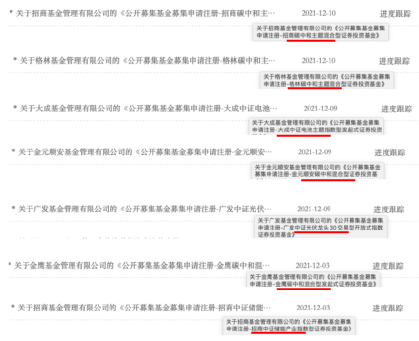 * 关于招商基金管理有限公司的《公开募集基金募集申请注册-招商碳中和主… 2021-12-10 进度跟踪
关于招商基金管理有限公司的《公开募集基金募集
申请注册-招商碳中和主题混合型证券投资基金》
* 关于格林基金管理有限公司的《公开募集基金募集申请注册-格林碳中和主… 2021-12-10 进度跟踪
关于格林基金管理有限公司的《公开募集基金募集
申请注册-格林碳中和主题混合型证券投资基金》
* 关于大成基金管理有限公司的《公开募集基金募集申请注册-大成中证电池… 2021-12-09 进度跟踪
关于大成基金管理有限公司的《公开募集基金募集
申请注册-大成中证电池主题指数型发起式证券投资
* 关于金元顺安基金管理有限公司的《公开募集基金募集申请注册-金元顺安… 2021-12-09 进度跟踪
关于金元顺安基金管理有限公司的《公开募集基金
募集申请注册-金元顺安碳中和混合型证券投资基
金》
* 关于广发基金管理有限公司的《公开募集基金募集申请注册-广发中证光伏… 2021-12-09 进度跟踪
关于广发基金管理有限公司的《公开募集基金募集
申请注册-广发中证光伏龙头30交易型开放式指数
证券投资基金》
* 关于金鹰基金管理有限公司的《公开募集基金募集申请注册-金鹰碳中和混… 2021-12-03 进度跟踪
关于金鹰基金管理有限公司的《公开募集基金募集
申请注册-金鹰碳中和混合型发起式证券投资基金》
* 关于招商基金管理有限公司的《公开募集基金募集申请注册-招商中证储能… 2021-12-03 进度跟踪
关于招商基金管理有限公司的《公开募集基金募集
申请注册-招商中证储能产业指数型证券投资基金》